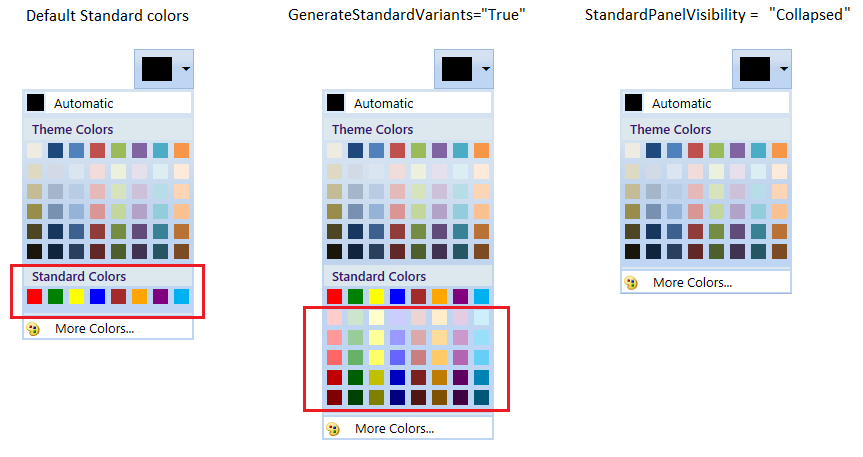 Default Standard colors
GenerateStandardVariants="True"
StandardPanelVisibility = "Collapsed"
Automatic
Theme Colors
Standard Colors
More Colors...
Automatic
Theme Colors
Standard Colors
More Colors...
Automatic
Theme Colors
More Colors...